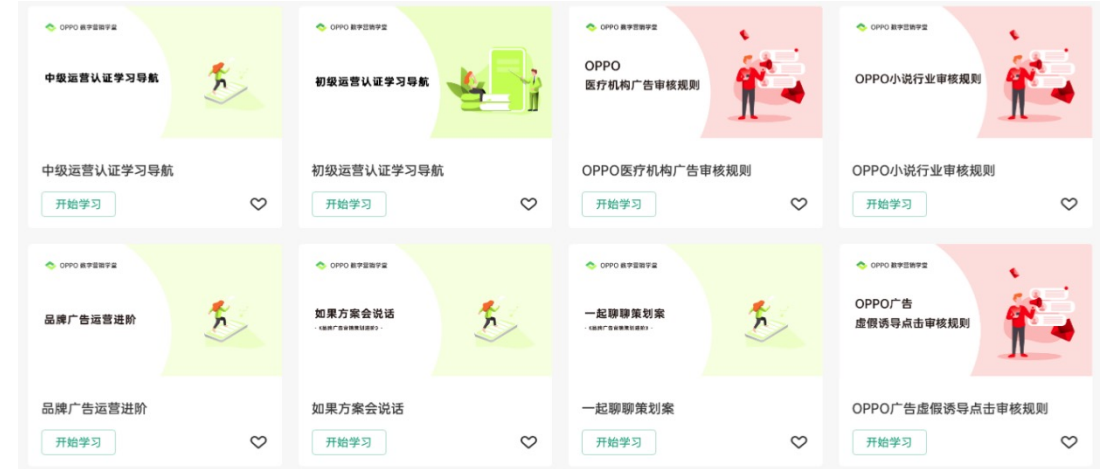 OPPO 数字营销学堂
中级运营认证学习导航
中级运营认证学习导航
开始学习
OPPO 数字营销学堂
初级运营认证学习导航
初级运营认证学习导航
开始学习
OPPO 数字营销学堂
OPPO
医疗机构广告审核规则
OPPO医疗机构广告审核规则
开始学习
OPPO 数字营销学堂
OPPO小说行业审核规则
OPPO小说行业审核规则
开始学习
OPPO 数字营销学堂
品牌广告运营进阶
品牌广告运营进阶
开始学习
OPPO 数字营销学堂
如果方案会说话
如果方案会说话
开始学习
OPPO 数字营销学堂
一起聊聊策划案
一起聊聊策划案
开始学习
OPPO 数字营销学堂
OPPO广告
虚假诱导点击审核规则
OPPO广告虚假诱导点击审核规则
开始学习